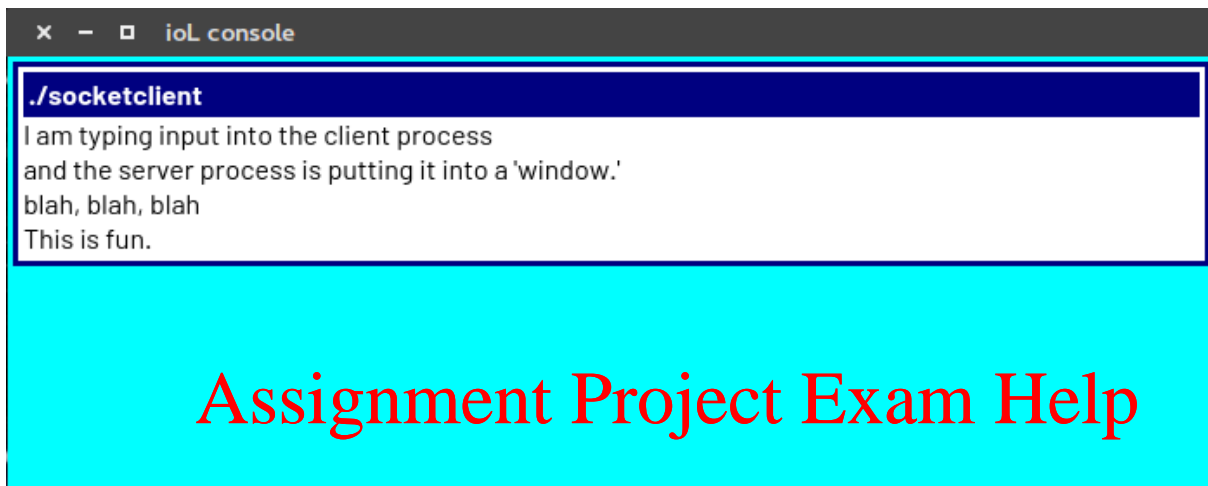 ioL console
./socketclient
I am typing input into the client process
and the server process is putting it into a 'window.'
blah, blah, blah
This is fun.
Assignment Project Exam Help